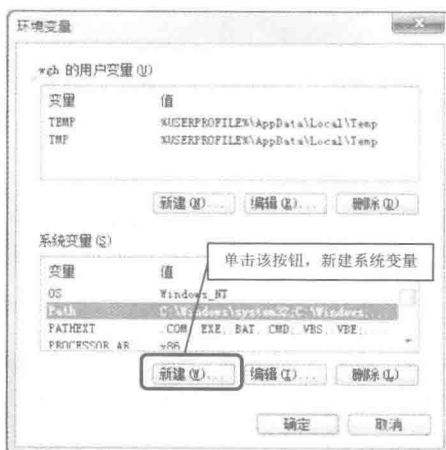 环境变量
wgh 的用户变量(U)
变量 值
TEMP %USERPROFILE%\AppData\Local\Temp
TMP %USERPROFILE%\AppData\Local\Temp
新建(N)... 编辑(E)... 删除(D)
系统变量(S)
单击该按钮，新建系统变量
变量 值
OS Windows_NT
Path C:\Windows\system32;C:\Windows;...
PATHEXT .COM;.EXE;.BAT;.CMD;.VBS;.VBE;...
PROCESSOR_AR... x86
新建(W)... 编辑(I)... 删除(L)
确定 取消